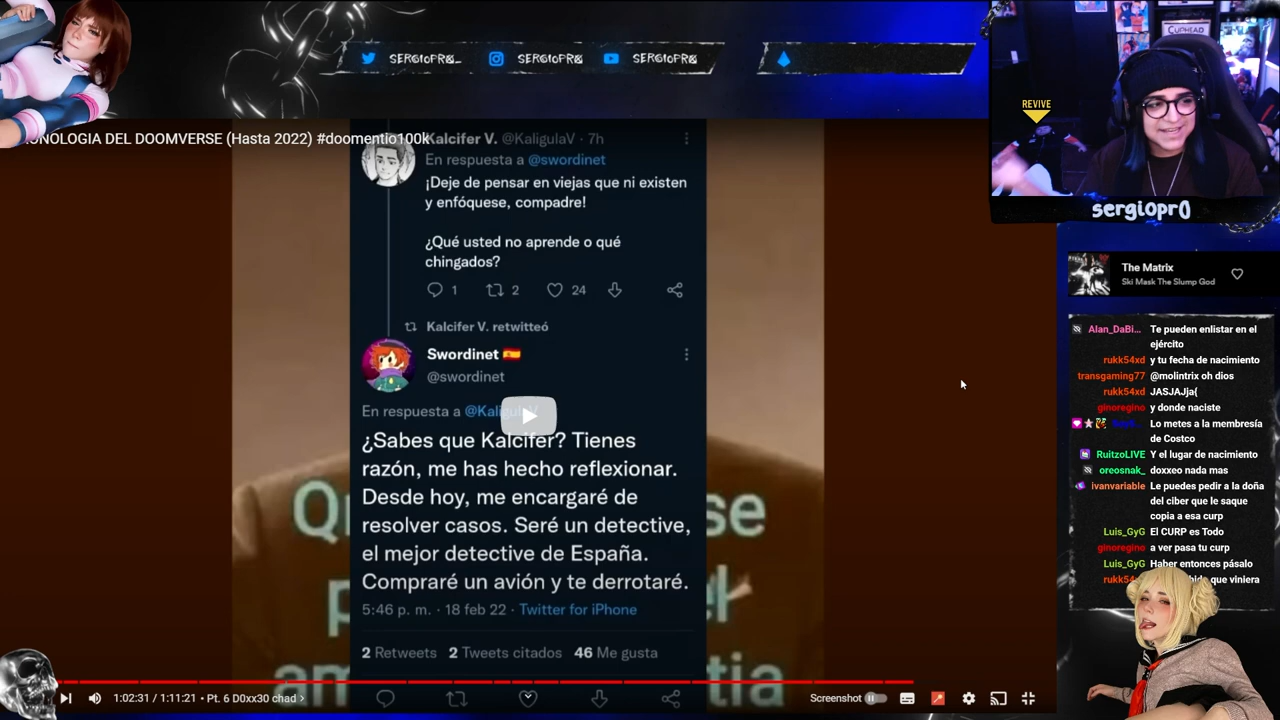 SERGIOPR0_
SERGIOPR0
SERGIOPR0
CUPHEAD
REVIVE
sergiopr0
ONOLOGIA DEL DOOMVERSE (Hasta 2022) #doomentio100k
Kalcifer V. @KaligulaV · 7h
En respuesta a @swordinet
¡Deje de pensar en viejas que ni existen
y enfóquese, compadre!
¿Qué usted no aprende o qué
chingados?
1 2 24
Kalcifer V. retwitteó
Swordinet
@swordinet
En respuesta a @KaligulaV
¿Sabes que Kalcifer? Tienes
razón, me has hecho reflexionar.
Desde hoy, me encargaré de
resolver casos. Seré un detective,
el mejor detective de España.
Compraré un avión y te derrotaré.
5:46 p. m. · 18 feb 22 · Twitter for iPhone
2 Retweets 2 Tweets citados 46 Me gusta
1:02:31 / 1:11:21 • Pt. 6 D0xx30 chad ›
Screenshot
The Matrix
Ski Mask The Slump God
Alan_DaBi... Te pueden enlistar en el
ejército
rukk54xd y tu fecha de nacimiento
transgaming77 @molintrix oh dios
rukk54xd JASJAJja{
ginoregino y donde naciste
Lo metes a la membresía
de Costco
RuitzoLIVE Y el lugar de nacimiento
oreosnak_ doxxeo nada mas
ivanvariable Le puedes pedir a la doña
del ciber que le saque
copia a esa curp
Luis_GyG El CURP es Todo
ginoregino a ver pasa tu curp
Luis_GyG Haber entonces pásalo
rukk54 que viniera